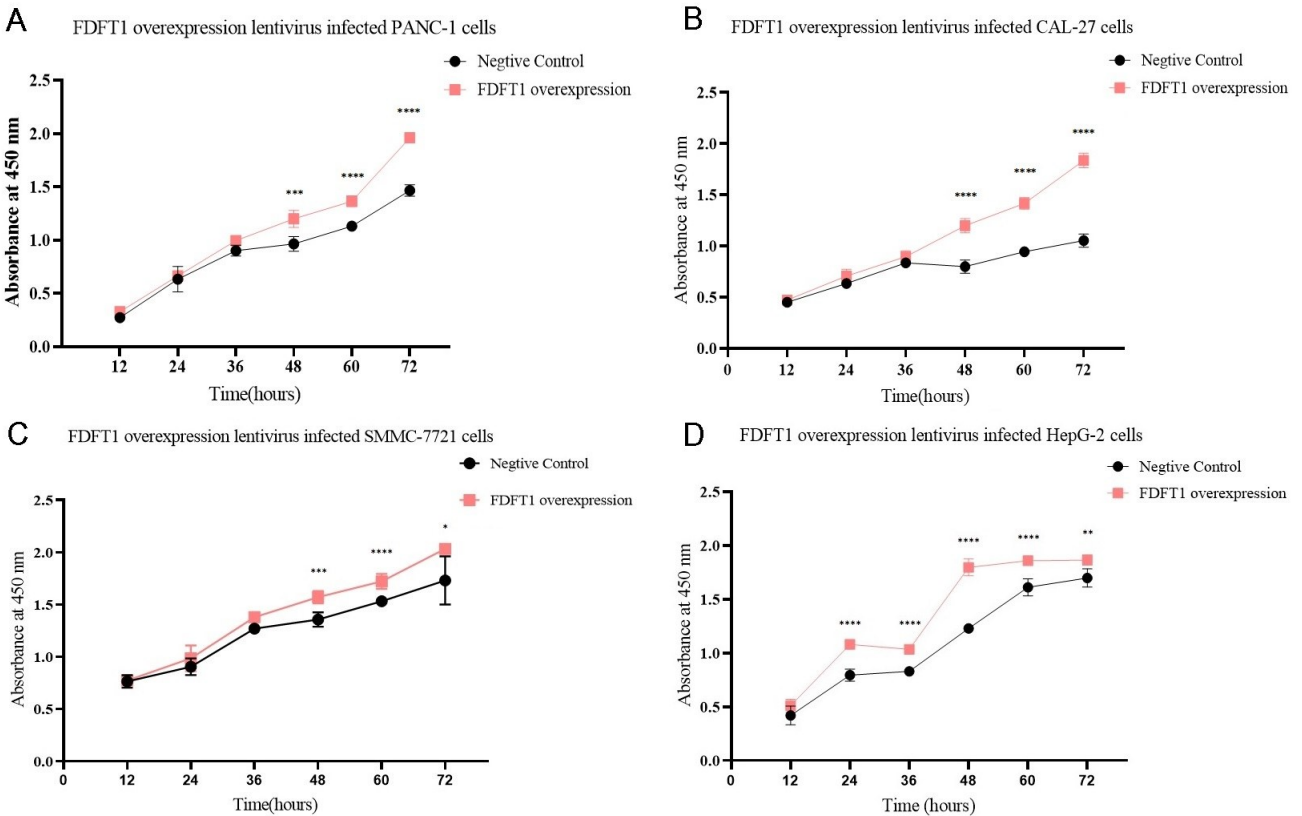 A
FDFT1 overexpression lentivirus infected PANC-1 cells
Negtive Control
FDFT1 overexpression
Absorbance at 450 nm
2.5
2.0
1.5
1.0
0.5
0.0
***
****
****
12 24 36 48 60 72
Time(hours)
B
FDFT1 overexpression lentivirus infected CAL-27 cells
Negtive Control
FDFT1 overexpression
Absorbance at 450 nm
2.5
2.0
1.5
1.0
0.5
0.0
****
****
****
0 12 24 36 48 60 72
Time(hours)
C
FDFT1 overexpression lentivirus infected SMMC-7721 cells
Negtive Control
FDFT1 overexpression
Absorbance at 450 nm
2.5
2.0
1.5
1.0
0.5
0.0
***
****
*
0 12 24 36 48 60 72
Time(hours)
D
FDFT1 overexpression lentivirus infected HepG-2 cells
Negtive Control
FDFT1 overexpression
Absorbance at 450 nm
2.5
2.0
1.5
1.0
0.5
0.0
****
****
****
****
**
0 12 24 36 48 60 72
Time (hours)